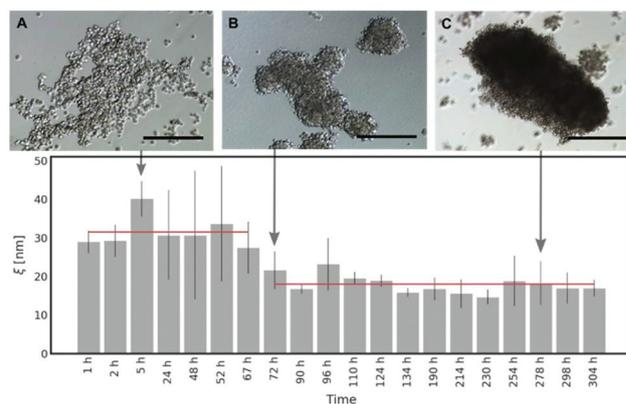 A
B
C
50
40
30
20
10
0
ξ [nm]
1 h
2 h
5 h
24 h
48 h
52 h
67 h
72 h
90 h
96 h
110 h
124 h
134 h
190 h
214 h
230 h
254 h
278 h
298 h
304 h
Time